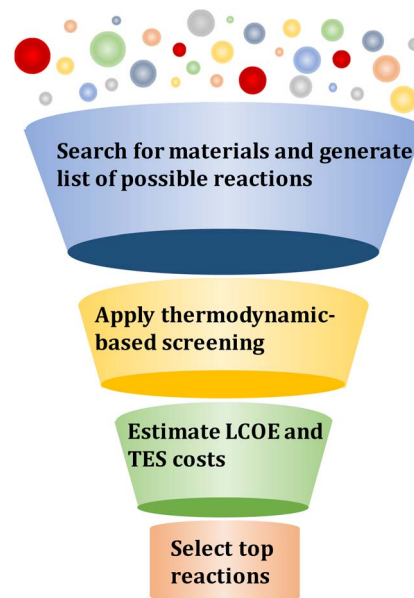 Search for materials and generate
list of possible reactions
Apply thermodynamic-
based screening
Estimate LCOE and
TES costs
Select top
reactions